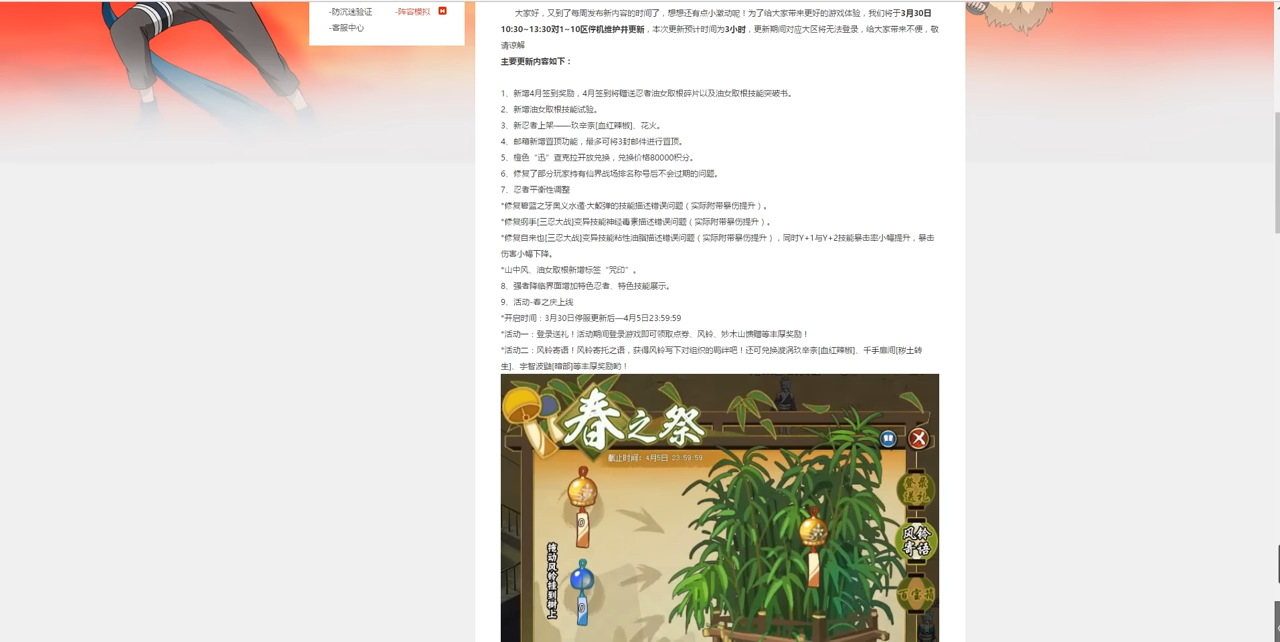 -防沉迷验证
-阵容模拟
-客服中心
大家好，又到了每周发布新内容的时间了，想想还有点小激动呢！为了给大家带来更好的游戏体验，我们将于3月30日
10:30~13:30对1~10区停机维护并更新，本次更新预计时间为3小时，更新期间对应大区将无法登录，给大家带来不便，敬
请谅解
主要更新内容如下：
1、新增4月签到奖励，4月签到将赠送忍者油女取根碎片以及油女取根技能突破书。
2、新增油女取根技能试验。
3、新忍者上架——玖辛奈[血红辣椒]、花火。
4、邮箱新增置顶功能，最多可将3封邮件进行置顶。
5、橙色“迅”查克拉开放兑换，兑换价格80000积分。
6、修复了部分玩家持有仙界战场排名称号后不会过期的问题。
7、忍者平衡性调整
*修复碧蓝之牙奥义水遁·大鲛弹的技能描述错误问题（实际附带暴伤提升）。
*修复纲手[三忍大战]变异技能神经毒素描述错误问题（实际附带暴伤提升）。
*修复自来也[三忍大战]变异技能粘性油脂描述错误问题（实际附带暴伤提升），同时Y+1与Y+2技能暴击率小幅提升，暴击
伤害小幅下降。
*山中风、油女取根新增标签“咒印”。
8、强者降临界面增加特色忍者、特色技能展示。
9、活动-春之庆上线
*开启时间：3月30日停服更新后—4月5日23:59:59
*活动一：登录送礼！活动期间登录游戏即可领取点券、风铃、妙木山馈赠等丰厚奖励！
*活动二：风铃寄语！风铃寄托之语，获得风铃写下对组织的羁绊吧！还可兑换漩涡玖辛奈[血红辣椒]、千手扉间[秽土转
生]、宇智波鼬[暗部]等丰厚奖励哟！
春之祭
截止时间：4月5日 23:59:59
登录
送礼
0
风铃
寄语
拖动风铃挂到树上
百宝箱
0